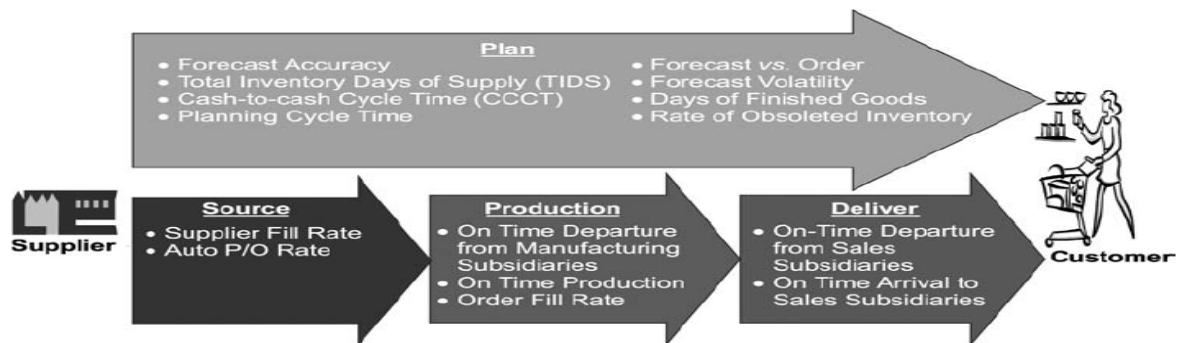 Plan
• Forecast Accuracy
• Total Inventory Days of Supply (TIDS)
• Cash-to-cash Cycle Time (CCCT)
• Planning Cycle Time
• Forecast vs. Order
• Forecast Volatility
• Days of Finished Goods
• Rate of Obsoleted Inventory
Supplier
Source
• Supplier Fill Rate
• Auto P/O Rate
Production
• On Time Departure
from Manufacturing
Subsidiaries
• On Time Production
• Order Fill Rate
Deliver
• On-Time Departure
from Sales
Subsidiaries
• On Time Arrival to
Sales Subsidiaries
Customer